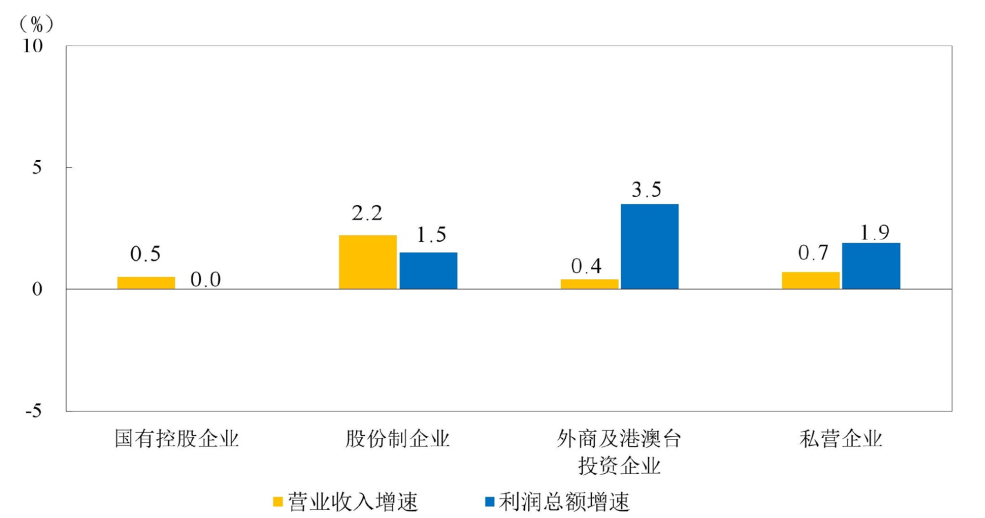 （%）
10
5
0
-5
0.5
0.0
2.2
1.5
0.4
3.5
0.7
1.9
国有控股企业
股份制企业
外商及港澳台
投资企业
私营企业
营业收入增速
利润总额增速